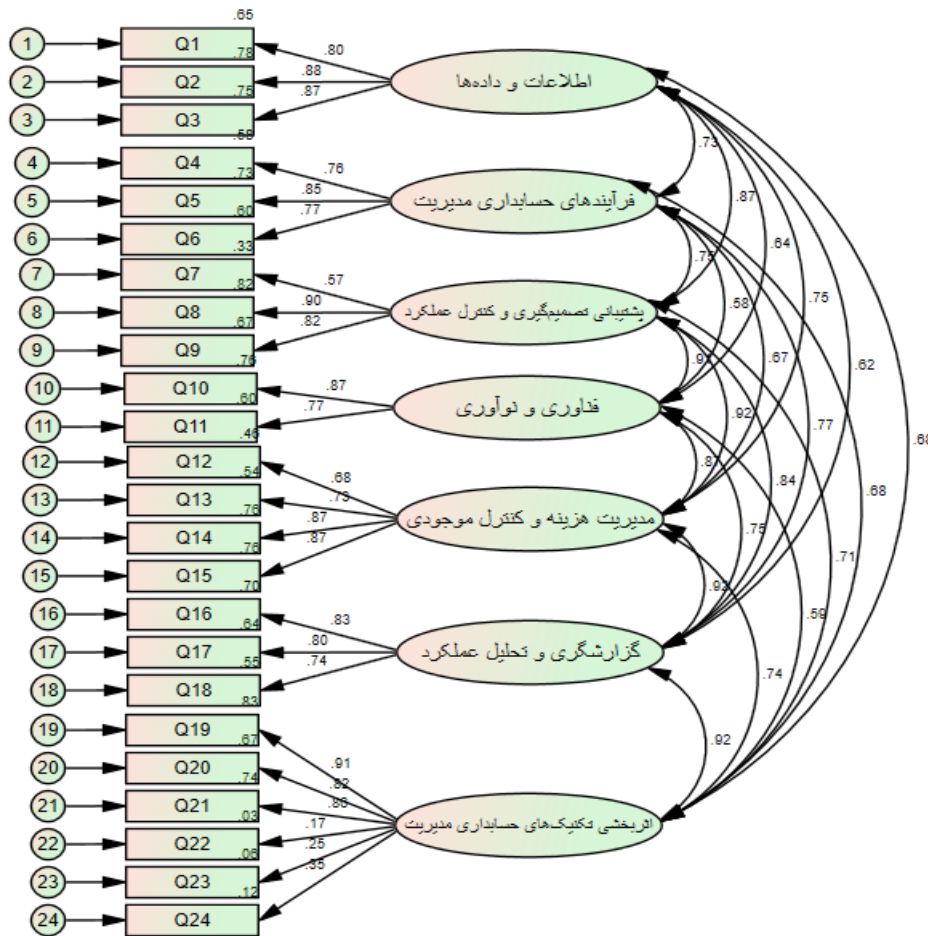 .65
1 Q1 .80
.78
2 Q2 .88 اطلاعات و داده‌ها
.75
3 Q3 .87
.58
.73
4 Q4 .76
.73
5 Q5 .85 فرآیندهای حسابداری مدیریت .87
.60
6 Q6 .77 .64
.33
.75
7 Q7 .57 .75
.82
.58
8 Q8 .90 پشتیبانی تصمیم‌گیری و کنترل عملکرد
.67
9 Q9 .82 .67 .62
.76
10 Q10 .87 .77
.60
فناوری و نوآوری
.92
11 Q11 .77 .68
.46
.68
12 Q12 .68 .87
.54
.84
13 Q13 .73
.76
14 Q14 .87 مدیریت هزینه و کنترل موجودی .75
.76
15 Q15 .87 .71
.70
.92
16 Q16 .83 .59
.64
17 Q17 .80 گزارشگری و تحلیل عملکرد
.55
18 Q18 .74 .74
.83
19 Q19 .91 .92
.67
20 Q20 .82
.74
21 Q21 .86
.03
22 Q22 .17 اثربخشی تکنیک‌های حسابداری مدیریت
.06
23 Q23 .25
.12
24 Q24 .35